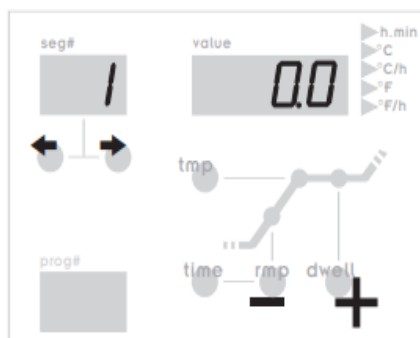 seg# value
h.min
°C
°C/h
°F
°F/h
1 0.0
tmp
prog#
time rmp dwell